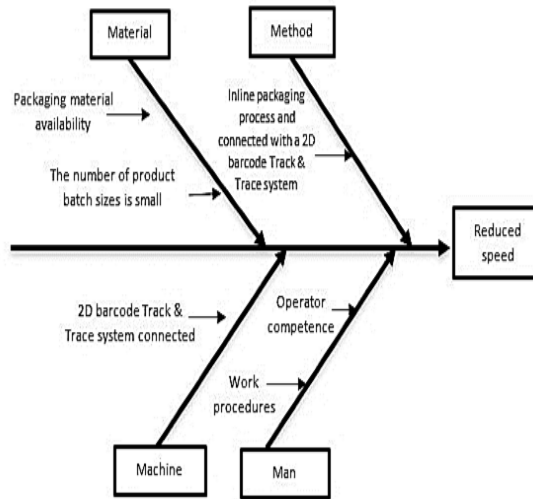 Material
Method
Packaging material
availability
Inline packaging
process and
connected with a 2D
barcode Track &
Trace system
The number of product
batch sizes is small
Reduced
speed
2D barcode Track &
Trace system connected
Operator
competence
Work
procedures
Machine
Man